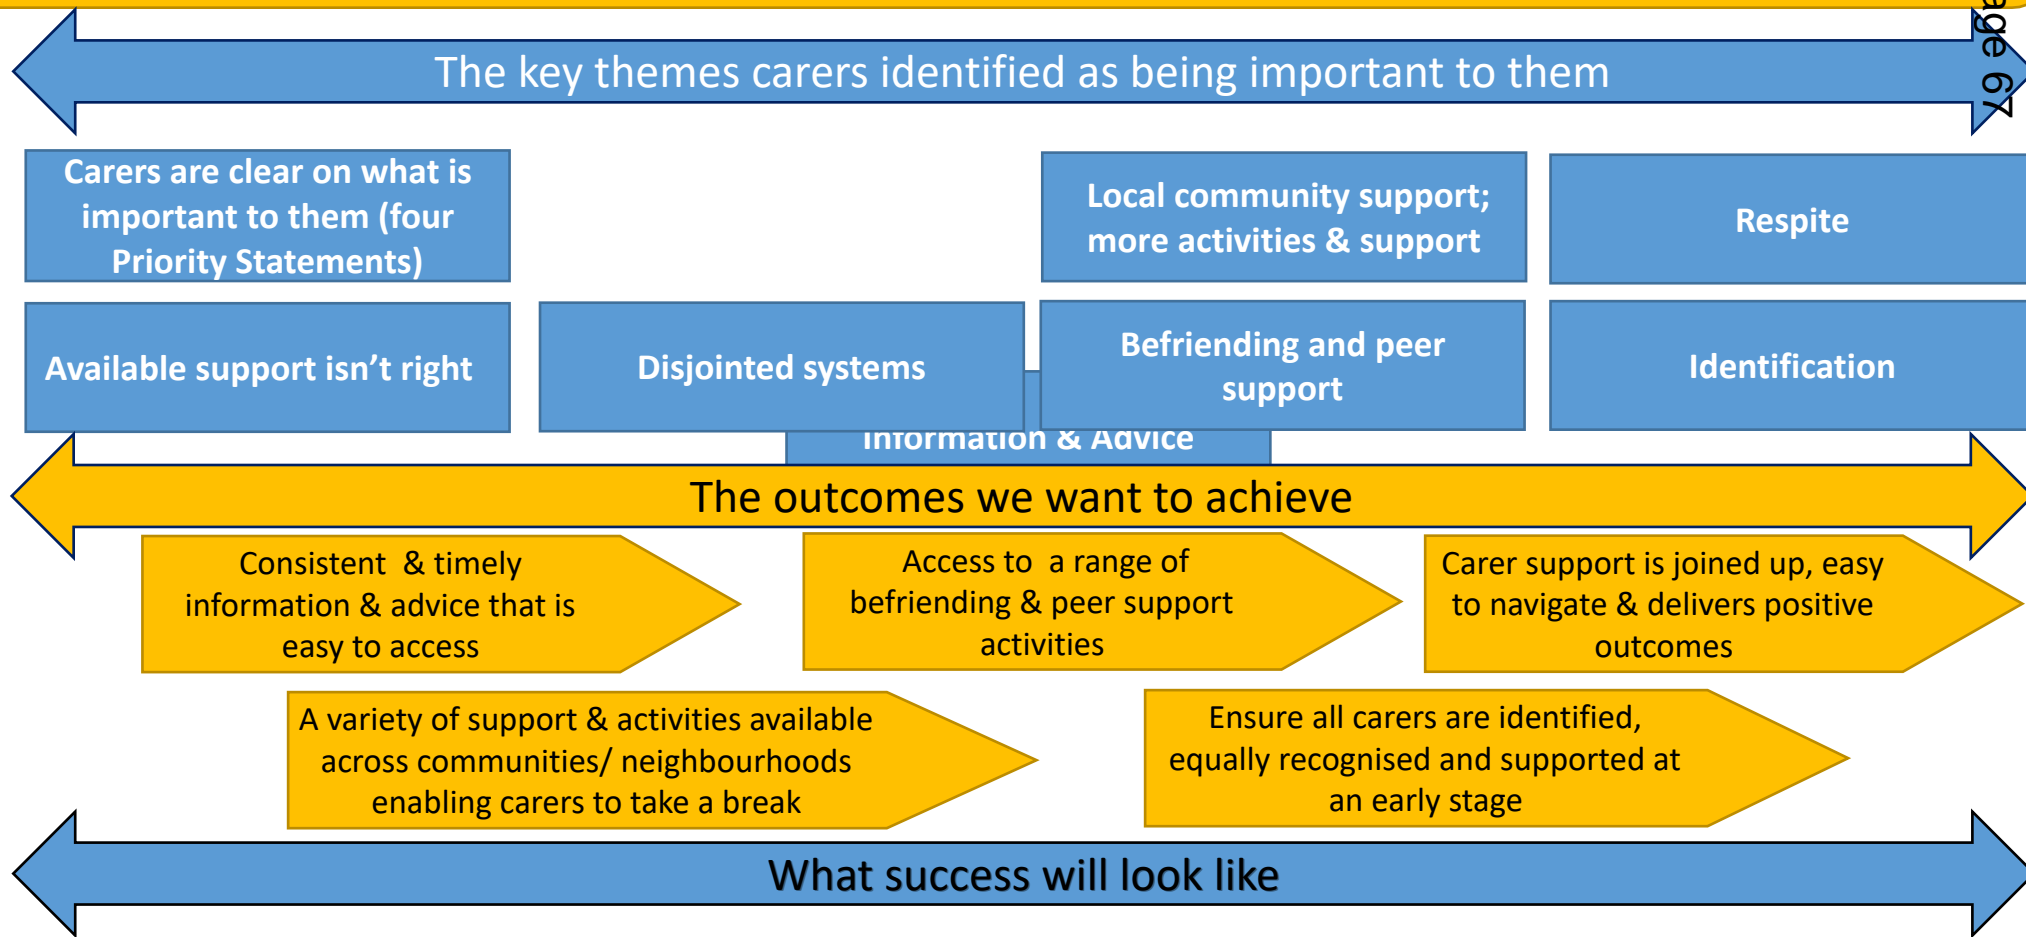 age 67
The key themes carers identified as being important to them
Carers are clear on what is
important to them (four
Priority Statements)
Local community support;
more activities & support
Respite
Available support isn’t right
Disjointed systems
Befriending and peer
support
Identification
Information & Advice
The outcomes we want to achieve
Consistent & timely
information & advice that is
easy to access
Access to a range of
befriending & peer support
activities
Carer support is joined up, easy
to navigate & delivers positive
outcomes
A variety of support & activities available
across communities/ neighbourhoods
enabling carers to take a break
Ensure all carers are identified,
equally recognised and supported at
an early stage
What success will look like